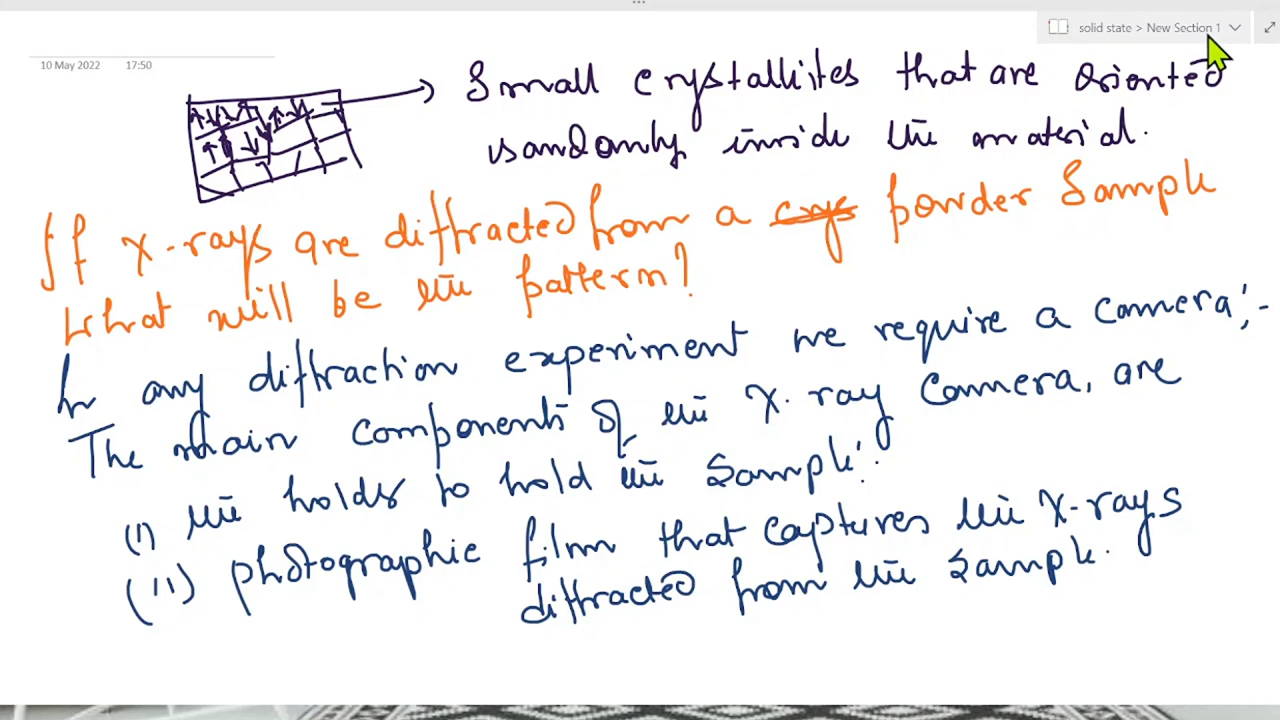 solid state > New Section 1
10 May 2022 17:50
Small crystallites that are oriented
randomly inside the material.
If X-rays are diffracted from a crys powder Sample
What will be the pattern?
In any diffraction experiment we require a camera:-
The main components of the X-ray Camera, are
(i) the holder to hold the Sample.
(ii) photographic film that captures the X-rays
diffracted from the sample.